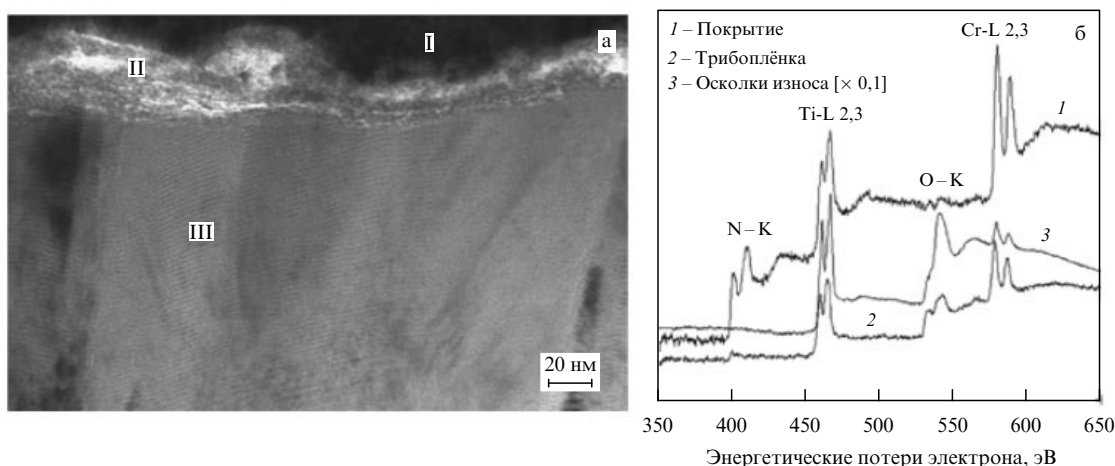 I
а
II
III
20 нм
1 – Покрытие
2 – Трибоплёнка
3 – Осколки износа [× 0,1]
Cr-L 2,3
б
1
Ti-L 2,3
O – K
N – K
3
2
350 400 450 500 550 600 650
Энергетические потери электрона, эВ